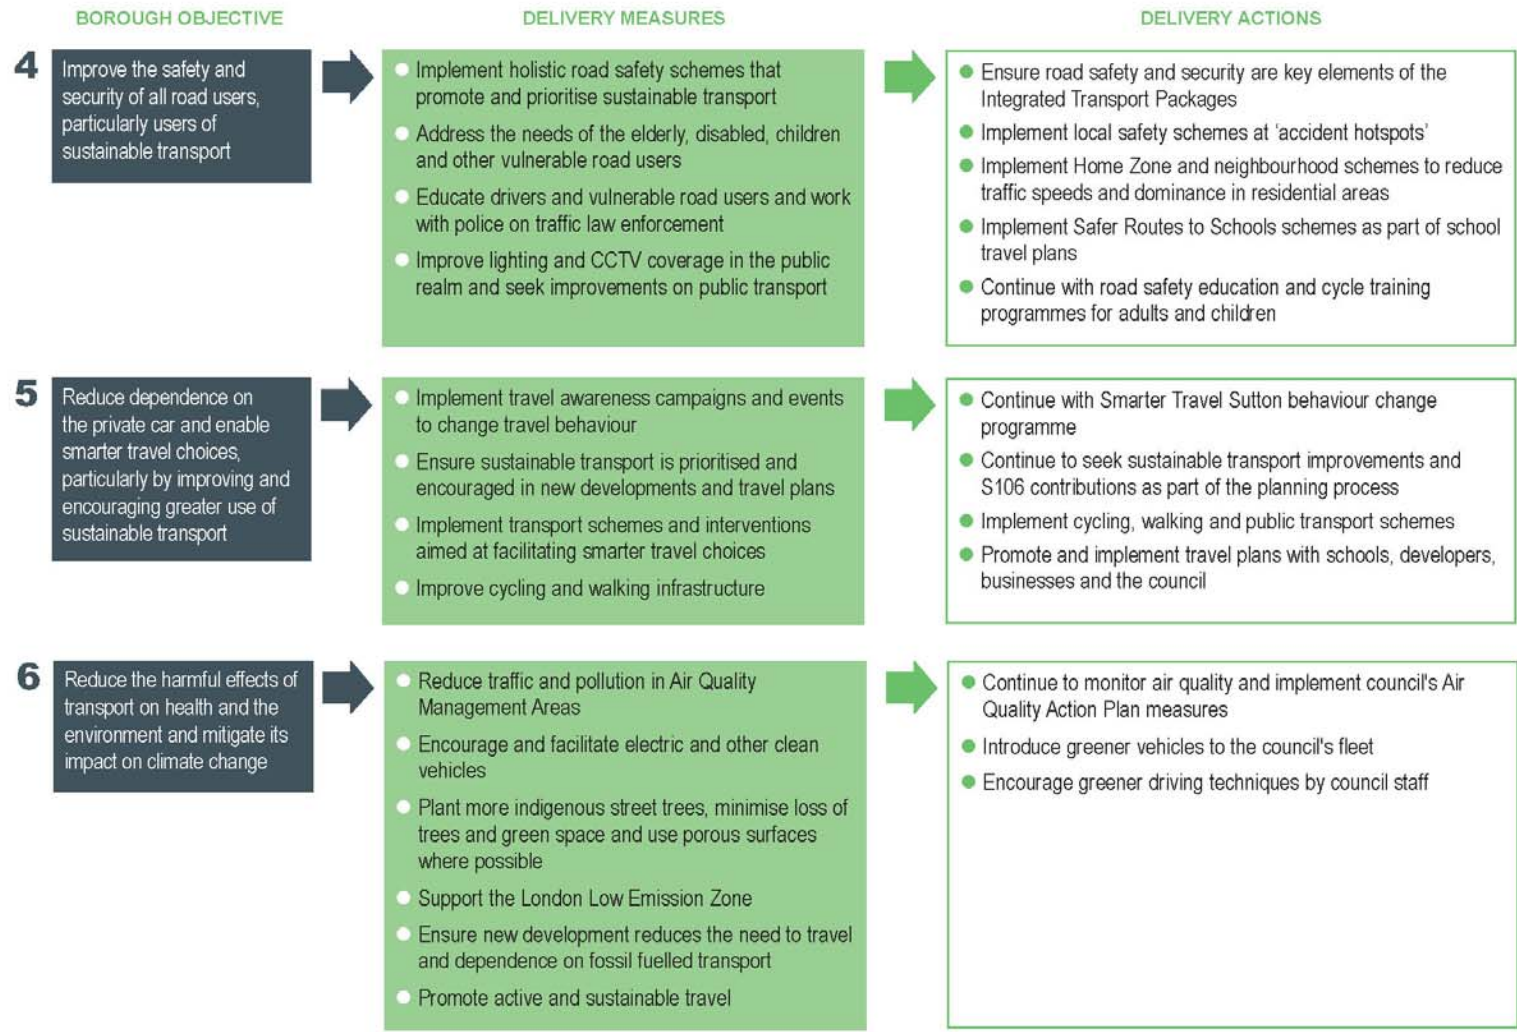 BOROUGH OBJECTIVE
DELIVERY MEASURES
DELIVERY ACTIONS
4
Improve the safety and
security of all road users,
particularly users of
sustainable transport
Implement holistic road safety schemes that
promote and prioritise sustainable transport
Address the needs of the elderly, disabled, children
and other vulnerable road users
Educate drivers and vulnerable road users and work
with police on traffic law enforcement
Improve lighting and CCTV coverage in the public
realm and seek improvements on public transport
Ensure road safety and security are key elements of the
Integrated Transport Packages
Implement local safety schemes at ‘accident hotspots’
Implement Home Zone and neighbourhood schemes to reduce
traffic speeds and dominance in residential areas
Implement Safer Routes to Schools schemes as part of school
travel plans
Continue with road safety education and cycle training
programmes for adults and children
5
Reduce dependence on
the private car and enable
smarter travel choices,
particularly by improving and
encouraging greater use of
sustainable transport
Implement travel awareness campaigns and events
to change travel behaviour
Ensure sustainable transport is prioritised and
encouraged in new developments and travel plans
Implement transport schemes and interventions
aimed at facilitating smarter travel choices
Improve cycling and walking infrastructure
Continue with Smarter Travel Sutton behaviour change
programme
Continue to seek sustainable transport improvements and
S106 contributions as part of the planning process
Implement cycling, walking and public transport schemes
Promote and implement travel plans with schools, developers,
businesses and the council
6
Reduce the harmful effects of
transport on health and the
environment and mitigate its
impact on climate change
Reduce traffic and pollution in Air Quality
Management Areas
Encourage and facilitate electric and other clean
vehicles
Plant more indigenous street trees, minimise loss of
trees and green space and use porous surfaces
where possible
Support the London Low Emission Zone
Ensure new development reduces the need to travel
and dependence on fossil fuelled transport
Promote active and sustainable travel
Continue to monitor air quality and implement council's Air
Quality Action Plan measures
Introduce greener vehicles to the council's fleet
Encourage greener driving techniques by council staff